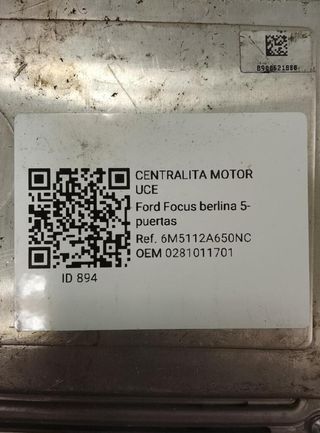 CENTRALITA MOTOR
UCE
Ford Focus berlina 5-
puertas
Ref. 6M5112A650NC
OEM 0281011701
ID 894